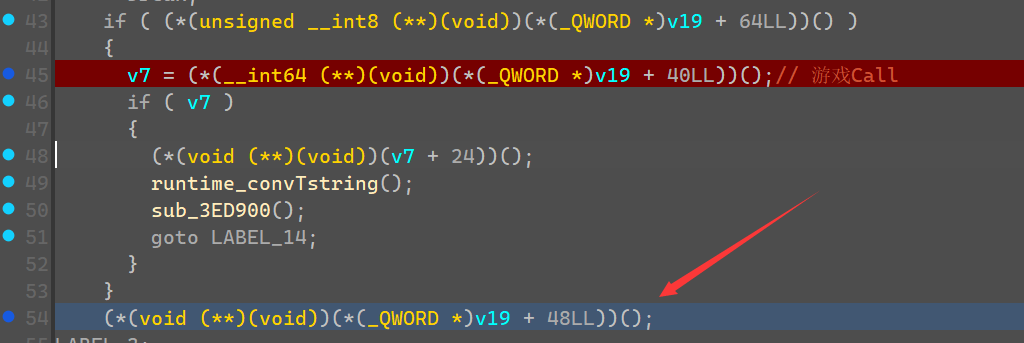 43 if ( (*(unsigned __int8 (**)(void))(*(_QWORD *)v19 + 64LL))() )
44 {
45 v7 = (*(__int64 (**)(void))(*(_QWORD *)v19 + 40LL))();// 游戏Call
46 if ( v7 )
47 {
48 (*(void (**)(void))(v7 + 24))();
49 runtime_convTstring();
50 sub_3ED900();
51 goto LABEL_14;
52 }
53 }
54 (*(void (**)(void))(*(_QWORD *)v19 + 48LL))();